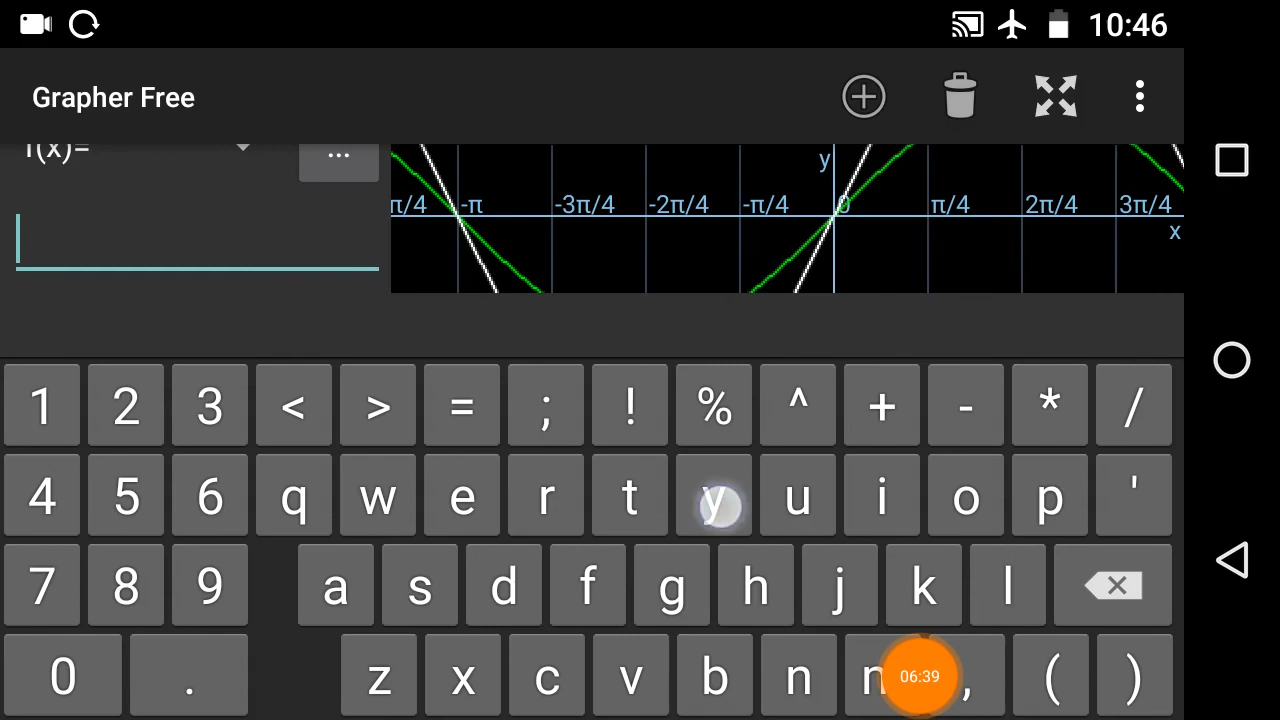 10:46
Grapher Free
f(x)=
...
y
π/4 -π -3π/4 -2π/4 -π/4 0 π/4 2π/4 3π/4
x
1 2 3 < > = ; ! % ^ + - * /
4 5 6 q w e r t y u i o p '
7 8 9 a s d f g h j k l
0 . z x c v b n , ( )
06:39